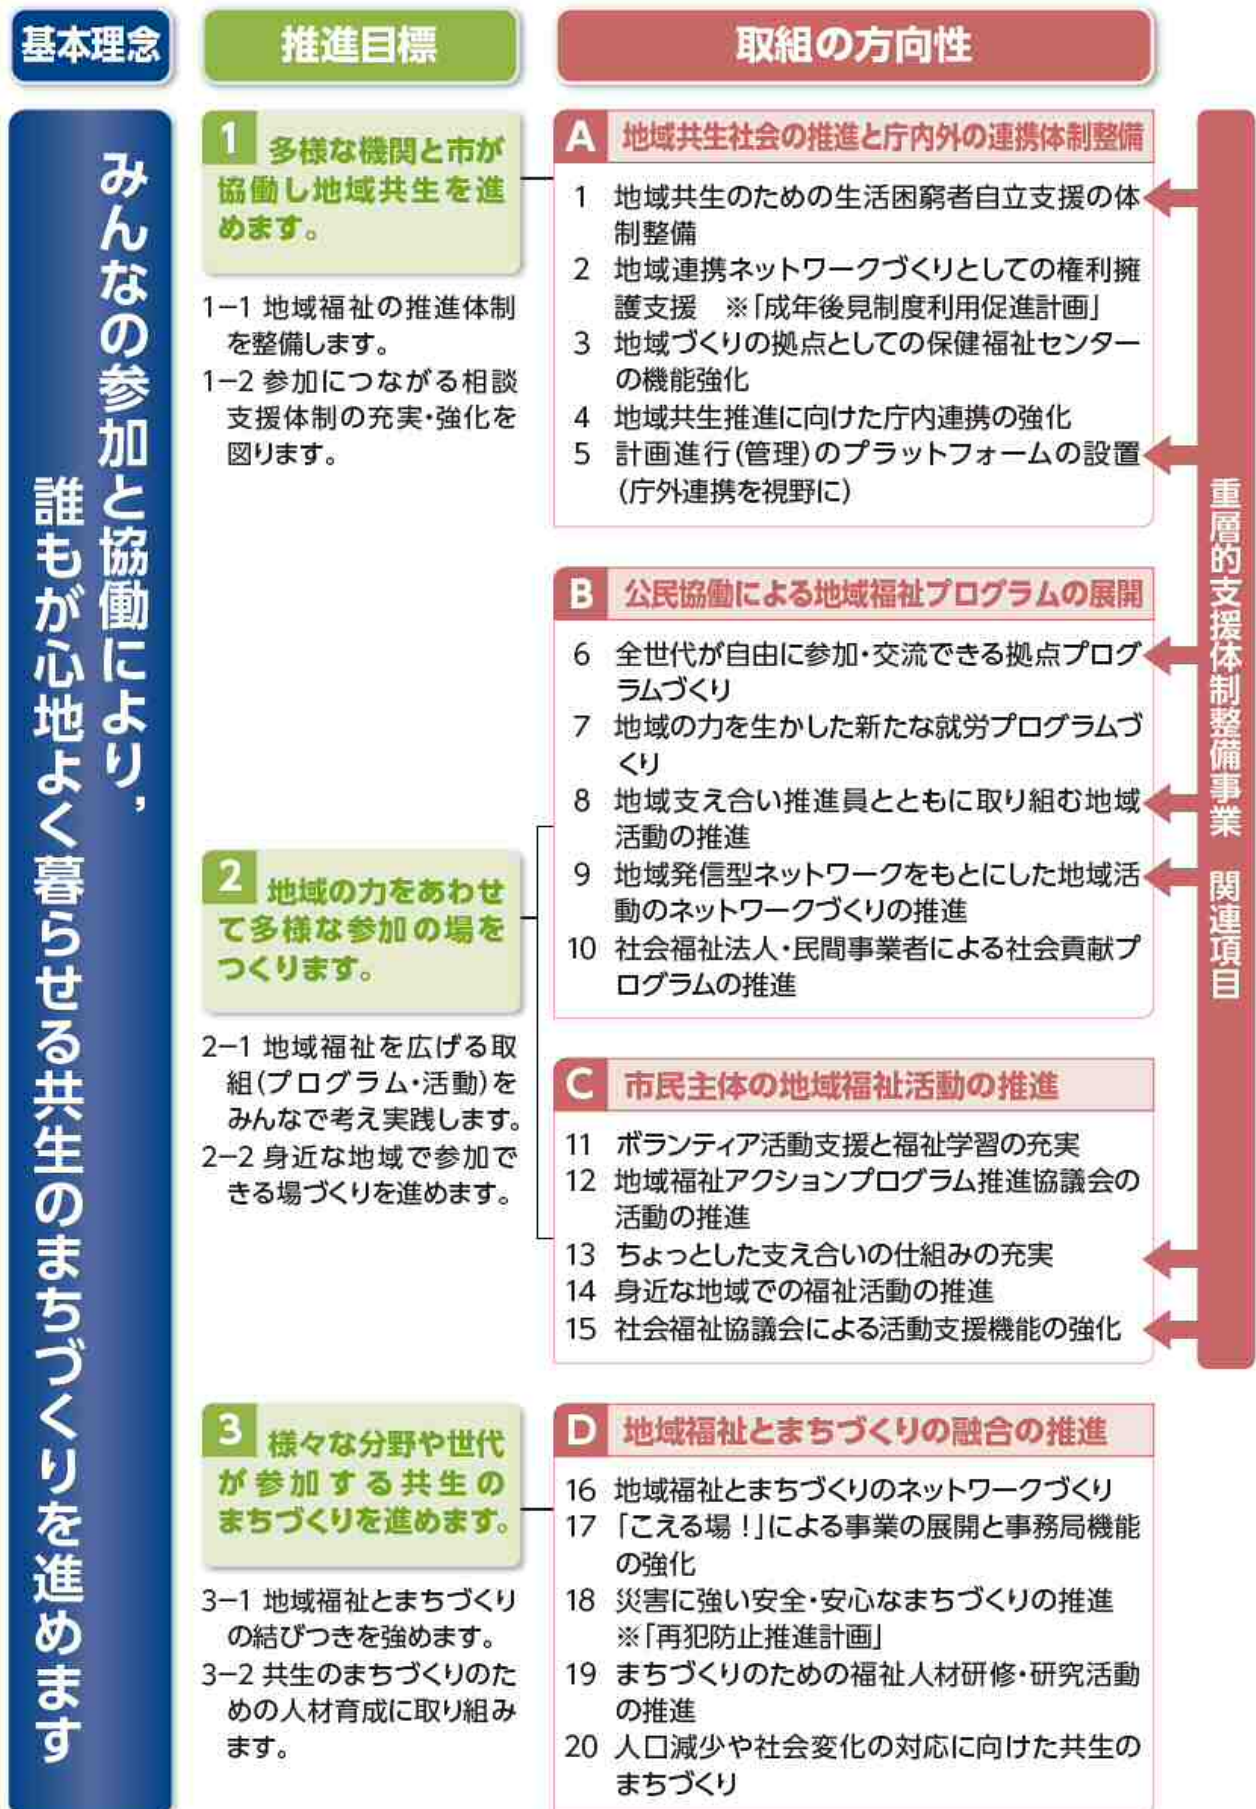 基本理念
推進目標
取組の方向性
みんなの参加と協働により,
誰もが心地よく暮らせる共生のまちづくりを進めます
1 多様な機関と市が
協働し地域共生を進
めます。
1−1 地域福祉の推進体制
を整備します。
1−2 参加につながる相談
支援体制の充実・強化を
図ります。
A 地域共生社会の推進と庁内外の連携体制整備
1 地域共生のための生活困窮者自立支援の体
制整備
2 地域連携ネットワークづくりとしての権利擁
護支援 ※「成年後見制度利用促進計画」
3 地域づくりの拠点としての保健福祉センター
の機能強化
4 地域共生推進に向けた庁内連携の強化
5 計画進行(管理)のプラットフォームの設置
(庁外連携を視野に)
2 地域の力をあわせ
て多様な参加の場を
つくります。
2−1 地域福祉を広げる取
組(プログラム・活動)を
みんなで考え実践します。
2−2 身近な地域で参加で
きる場づくりを進めます。
B 公民協働による地域福祉プログラムの展開
6 全世代が自由に参加・交流できる拠点プログ
ラムづくり
7 地域の力を生かした新たな就労プログラムづ
くり
8 地域支え合い推進員とともに取り組む地域
活動の推進
9 地域発信型ネットワークをもとにした地域活
動のネットワークづくりの推進
10 社会福祉法人・民間事業者による社会貢献プ
ログラムの推進
C 市民主体の地域福祉活動の推進
11 ボランティア活動支援と福祉学習の充実
12 地域福祉アクションプログラム推進協議会の
活動の推進
13 ちょっとした支え合いの仕組みの充実
14 身近な地域での福祉活動の推進
15 社会福祉協議会による活動支援機能の強化
3 様々な分野や世代
が参加する共生の
まちづくりを進めます。
3−1 地域福祉とまちづくり
の結びつきを強めます。
3−2 共生のまちづくりのた
めの人材育成に取り組み
ます。
D 地域福祉とまちづくりの融合の推進
16 地域福祉とまちづくりのネットワークづくり
17 「こえる場!」による事業の展開と事務局機能
の強化
18 災害に強い安全・安心なまちづくりの推進
※「再犯防止推進計画」
19 まちづくりのための福祉人材研修・研究活動
の推進
20 人口減少や社会変化の対応に向けた共生の
まちづくり
重層的支援体制整備事業 関連項目